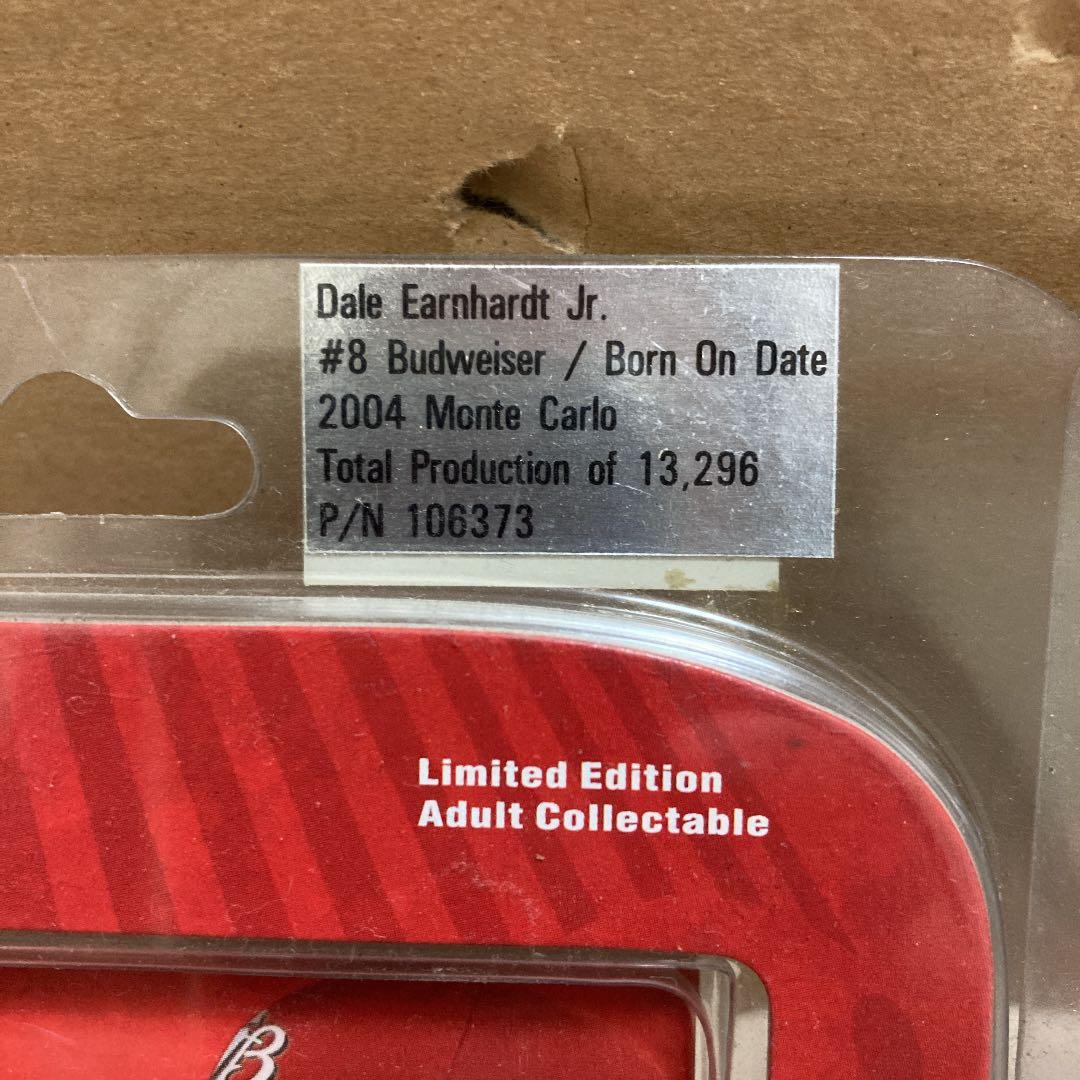 Dale Earnhardt Jr.
#8 Budweiser / Born On Date
2004 Monte Carlo
Total Production of 13,296
P/N 106373
Limited Edition
Adult Collectable
B